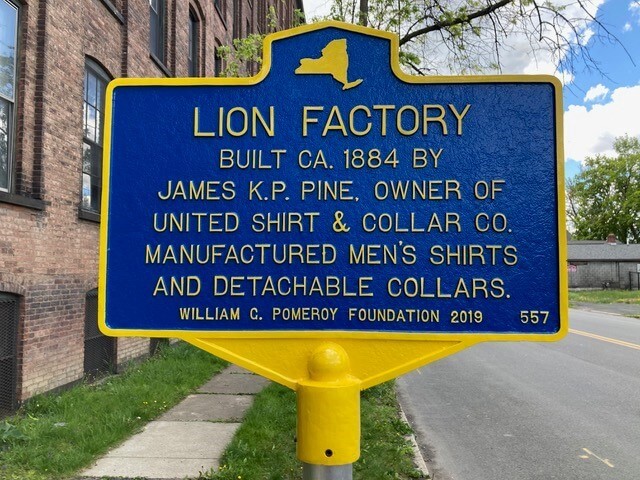 LION FACTORY
BUILT CA. 1884 BY
JAMES K.P. PINE, OWNER OF
UNITED SHIRT & COLLAR CO.
MANUFACTURED MEN'S SHIRTS
AND DETACHABLE COLLARS.
WILLIAM G. POMEROY FOUNDATION 2019 557